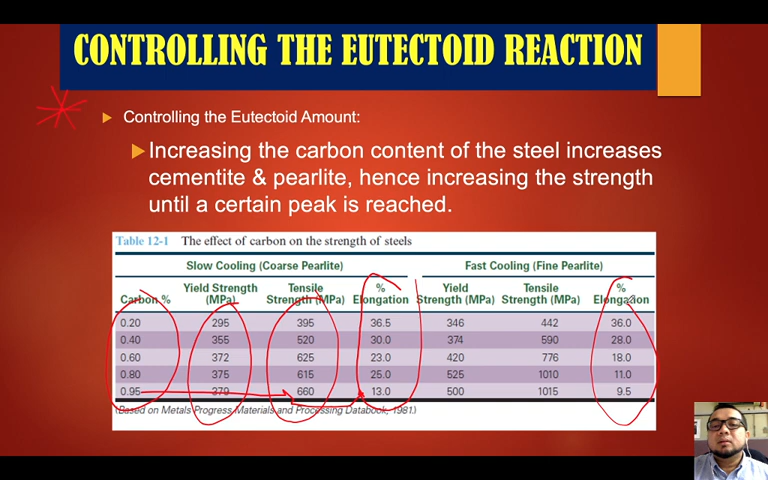 CONTROLLING THE EUTECTOID REACTION
Controlling the Eutectoid Amount:
Increasing the carbon content of the steel increases
cementite & pearlite, hence increasing the strength
until a certain peak is reached.
Table 12-1 The effect of carbon on the strength of steels
Slow Cooling (Coarse Pearlite) Fast Cooling (Fine Pearlite)
Yield Strength Tensile % Yield Tensile %
Carbon % (MPa) Strength (MPa) Elongation Strength (MPa) Strength (MPa) Elongation
0.20 295 395 36.5 346 442 36.0
0.40 355 520 30.0 374 590 28.0
0.60 372 625 23.0 420 776 18.0
0.80 375 615 25.0 525 1010 11.0
0.95 379 660 13.0 500 1015 9.5
(Based on Metals Progress Materials and Processing Databook, 1981.)